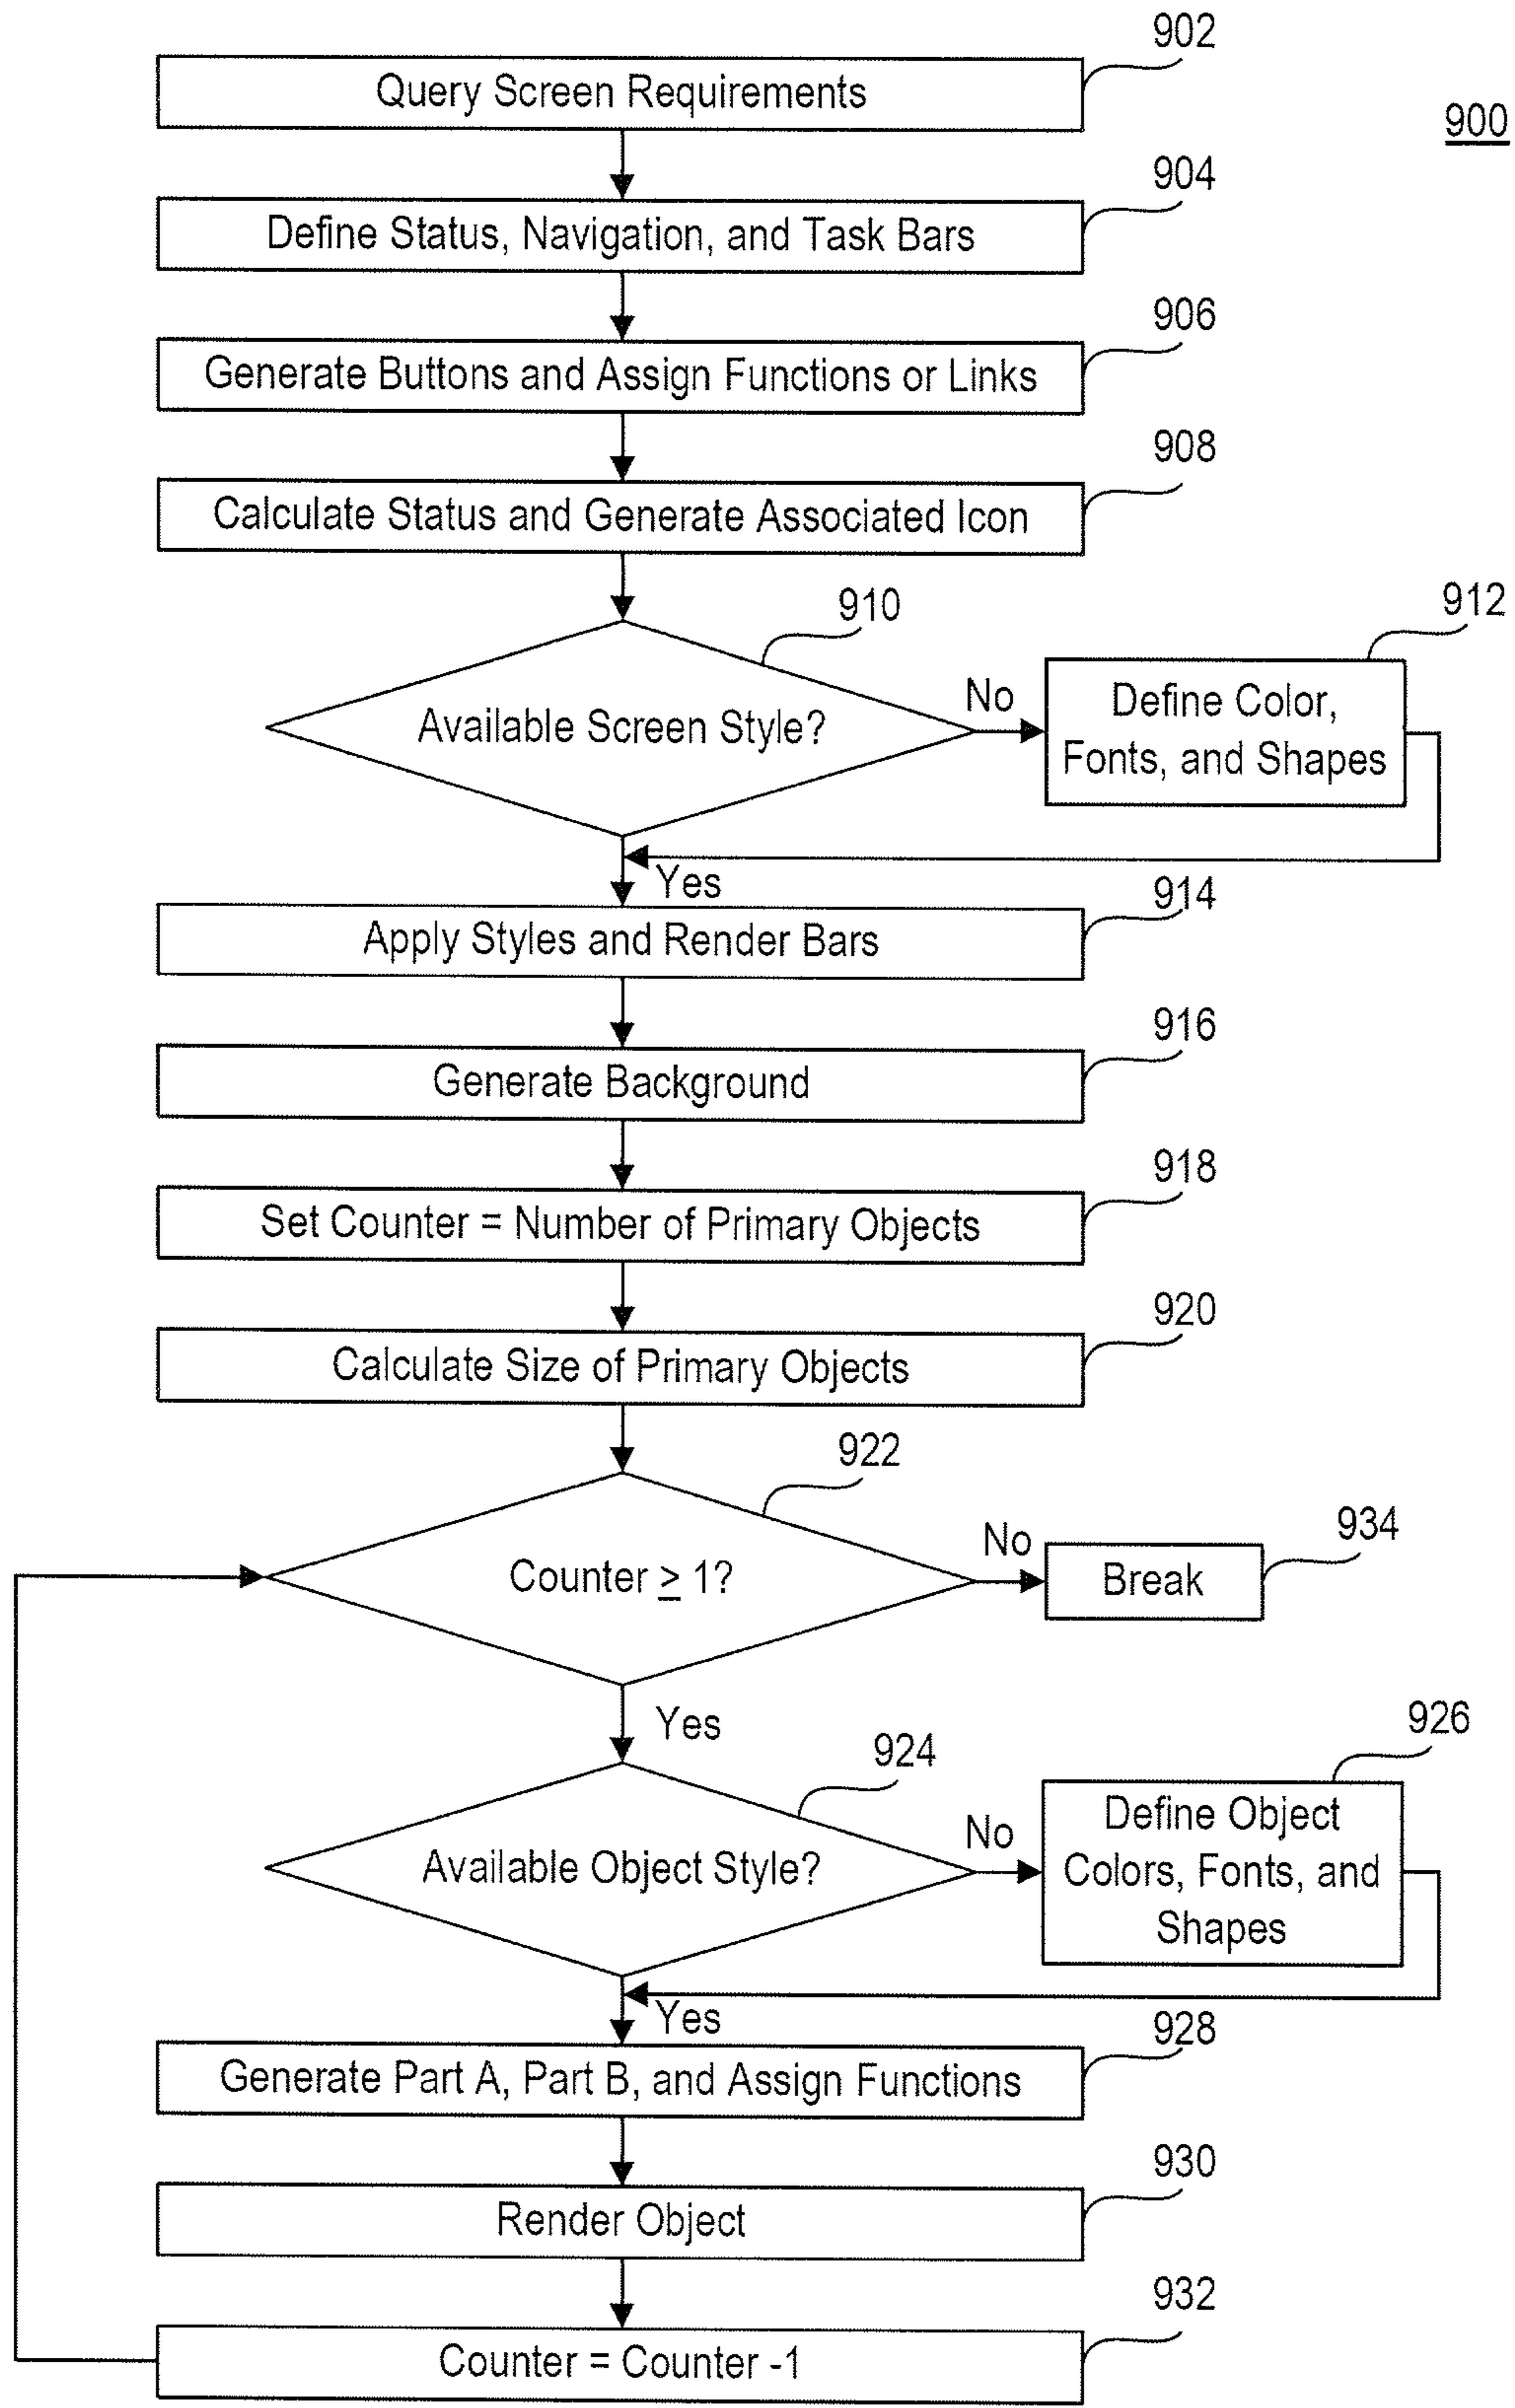 902
Query Screen Requirements
900
904
Define Status, Navigation, and Task Bars
906
Generate Buttons and Assign Functions or Links
908
Calculate Status and Generate Associated Icon
910
912
Available Screen Style?
No
Define Color,
Fonts, and Shapes
Yes
914
Apply Styles and Render Bars
916
Generate Background
918
Set Counter = Number of Primary Objects
920
Calculate Size of Primary Objects
922
Counter ≥ 1?
No
934
Break
Yes
924
926
Available Object Style?
No
Define Object
Colors, Fonts, and
Shapes
Yes
928
Generate Part A, Part B, and Assign Functions
930
Render Object
932
Counter = Counter -1